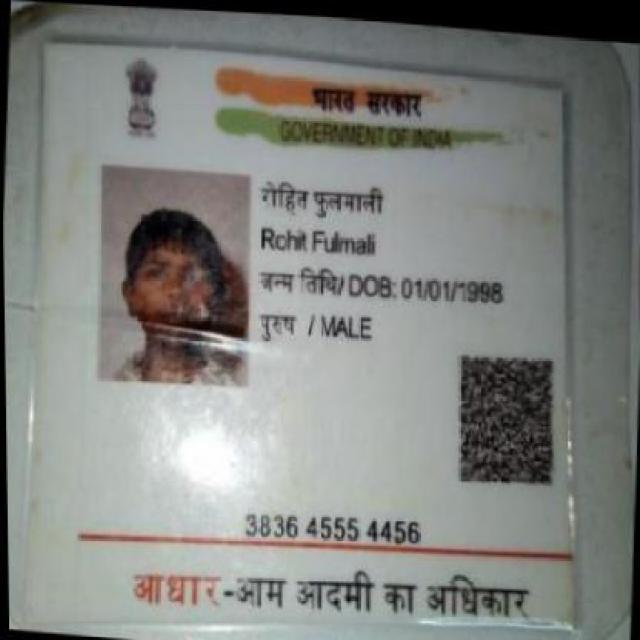 भारत सरकार
GOVERNMENT OF INDIA
रोहित फुलमाली
Rohit Fulmali
जन्म तिथि/ DOB: 01/01/1998
पुरुष / MALE
3836 4555 4456
आधार-आम आदमी का अधिकार